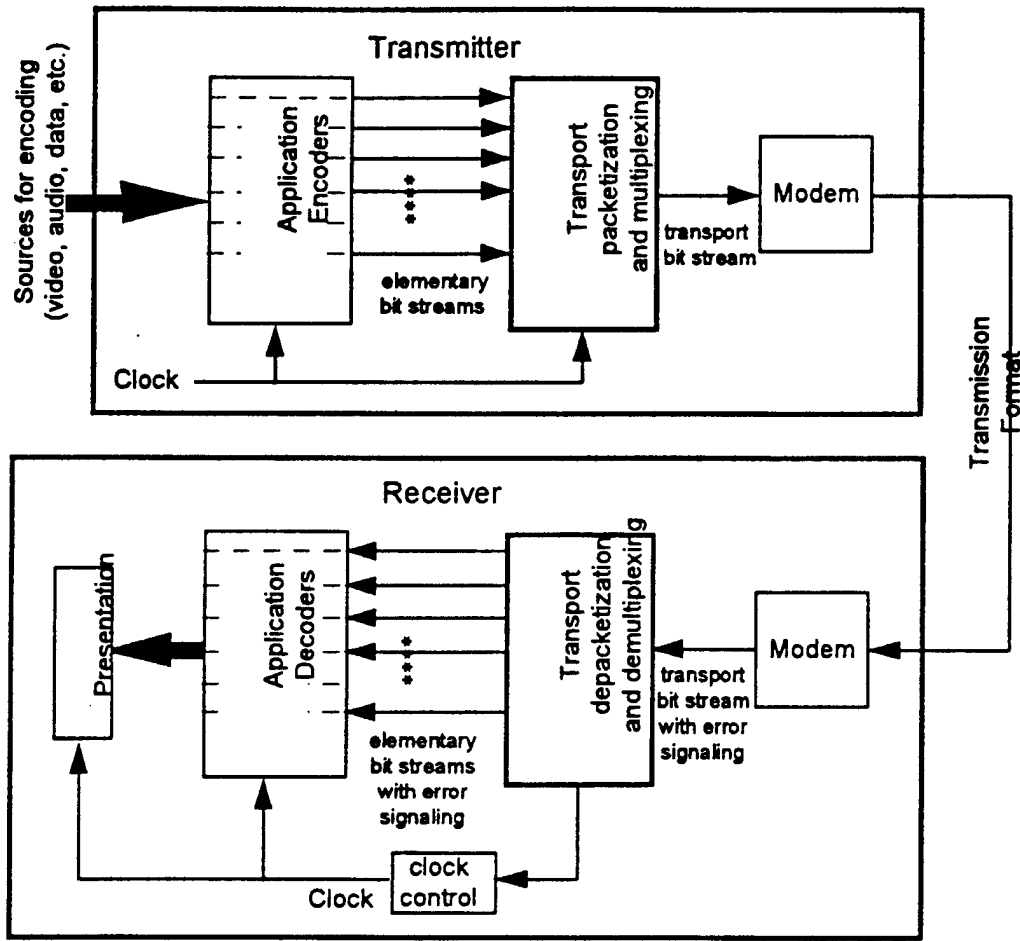 Transmitter
Sources for encoding
(video, audio, data, etc.)
Application
Encoders
****
elementary
bit streams
Transport
packetization
and multiplexing
transport
bit stream
Modem
Clock
Transmission
Format
Receiver
Presentation
Application
Decoders
****
elementary
bit streams
with error
signaling
Transport
depacketization
and demultiplexing
transport
bit stream
with error
signaling
Modem
clock
control
Clock